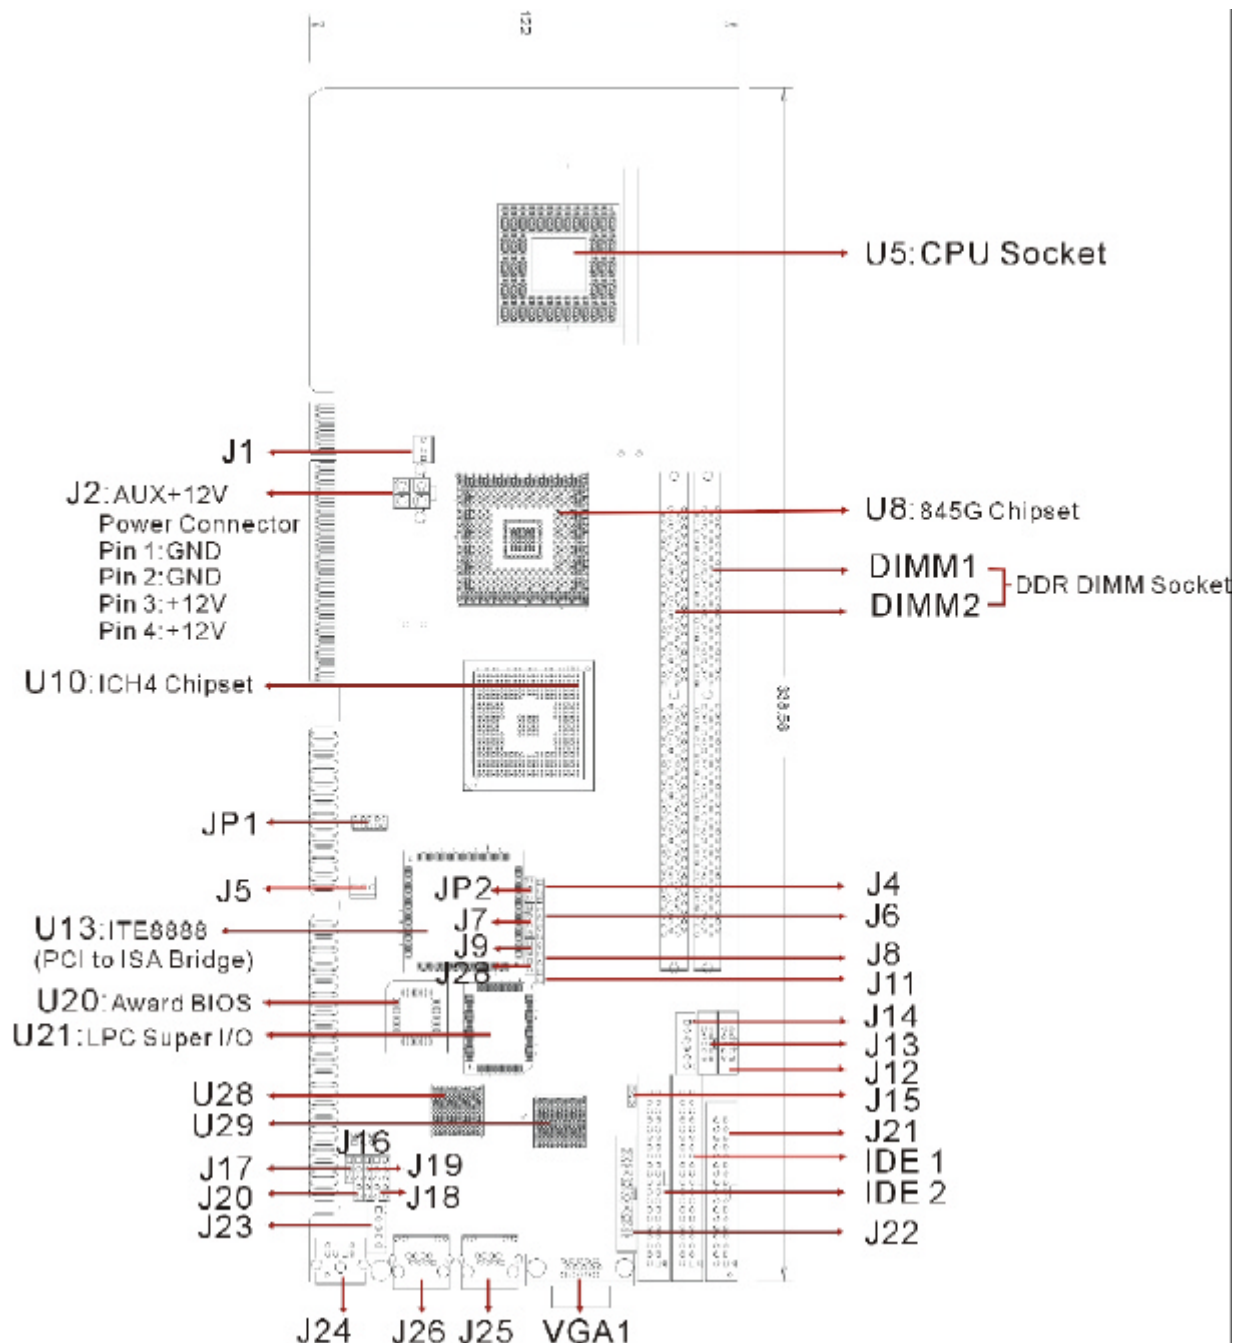 122
U5:CPU Socket
J1
J2:AUX+12V
Power Connector
Pin 1:GND
Pin 2:GND
Pin 3:+12V
Pin 4:+12V
U8:845G Chipset
DIMM1
DIMM2
DDR DIMM Socket
U10:ICH4 Chipset
338.58
JP1
J5
JP2
J4
J7
J6
U13:ITE8888
(PCI to ISA Bridge)
J9
J8
J28
J11
U20:Award BIOS
U21:LPC Super I/O
J14
J13
J12
U28
J15
U29
J21
J16
J17
J19
IDE 1
J20
J18
IDE 2
J23
J22
J24
J26
J25
VGA1